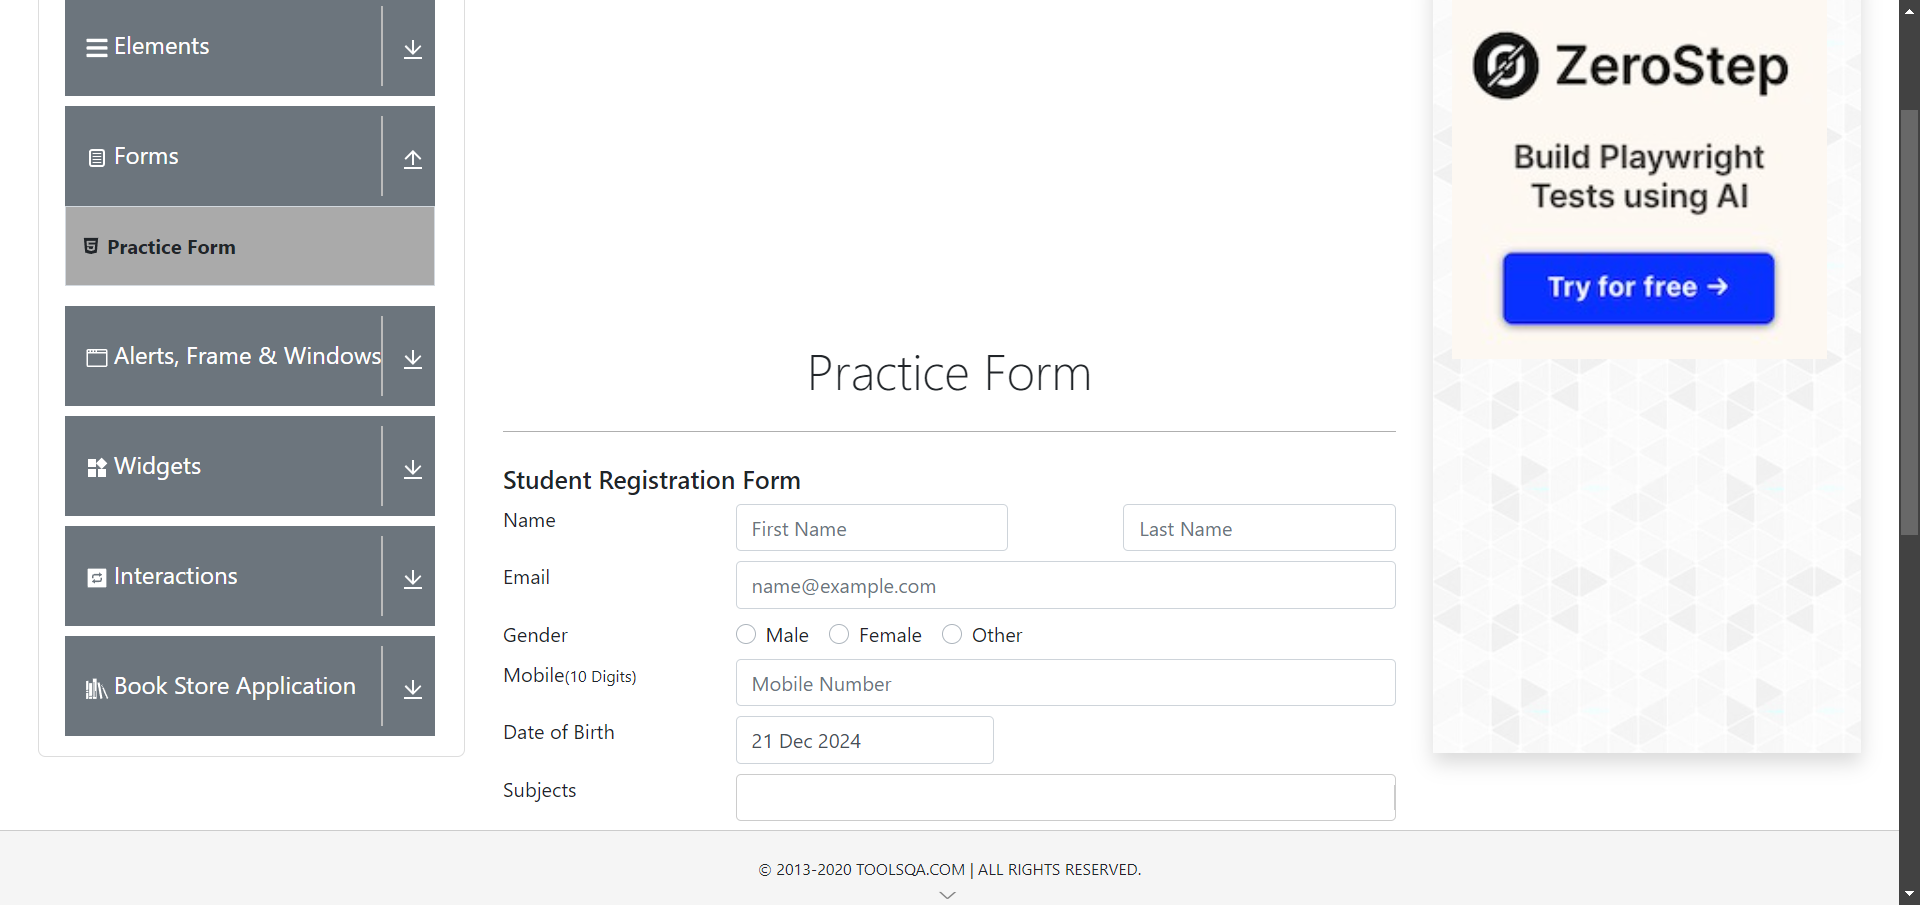 Elements
Forms
Practice Form
Alerts, Frame & Windows
Widgets
Interactions
Book Store Application
Practice Form
Student Registration Form
Name
First Name
Last Name
Email
name@example.com
Gender
Male
Female
Other
Mobile(10 Digits)
Mobile Number
Date of Birth
21 Dec 2024
Subjects
ZeroStep
Build Playwright
Tests using AI
Try for free →
© 2013-2020 TOOLSQA.COM | ALL RIGHTS RESERVED.